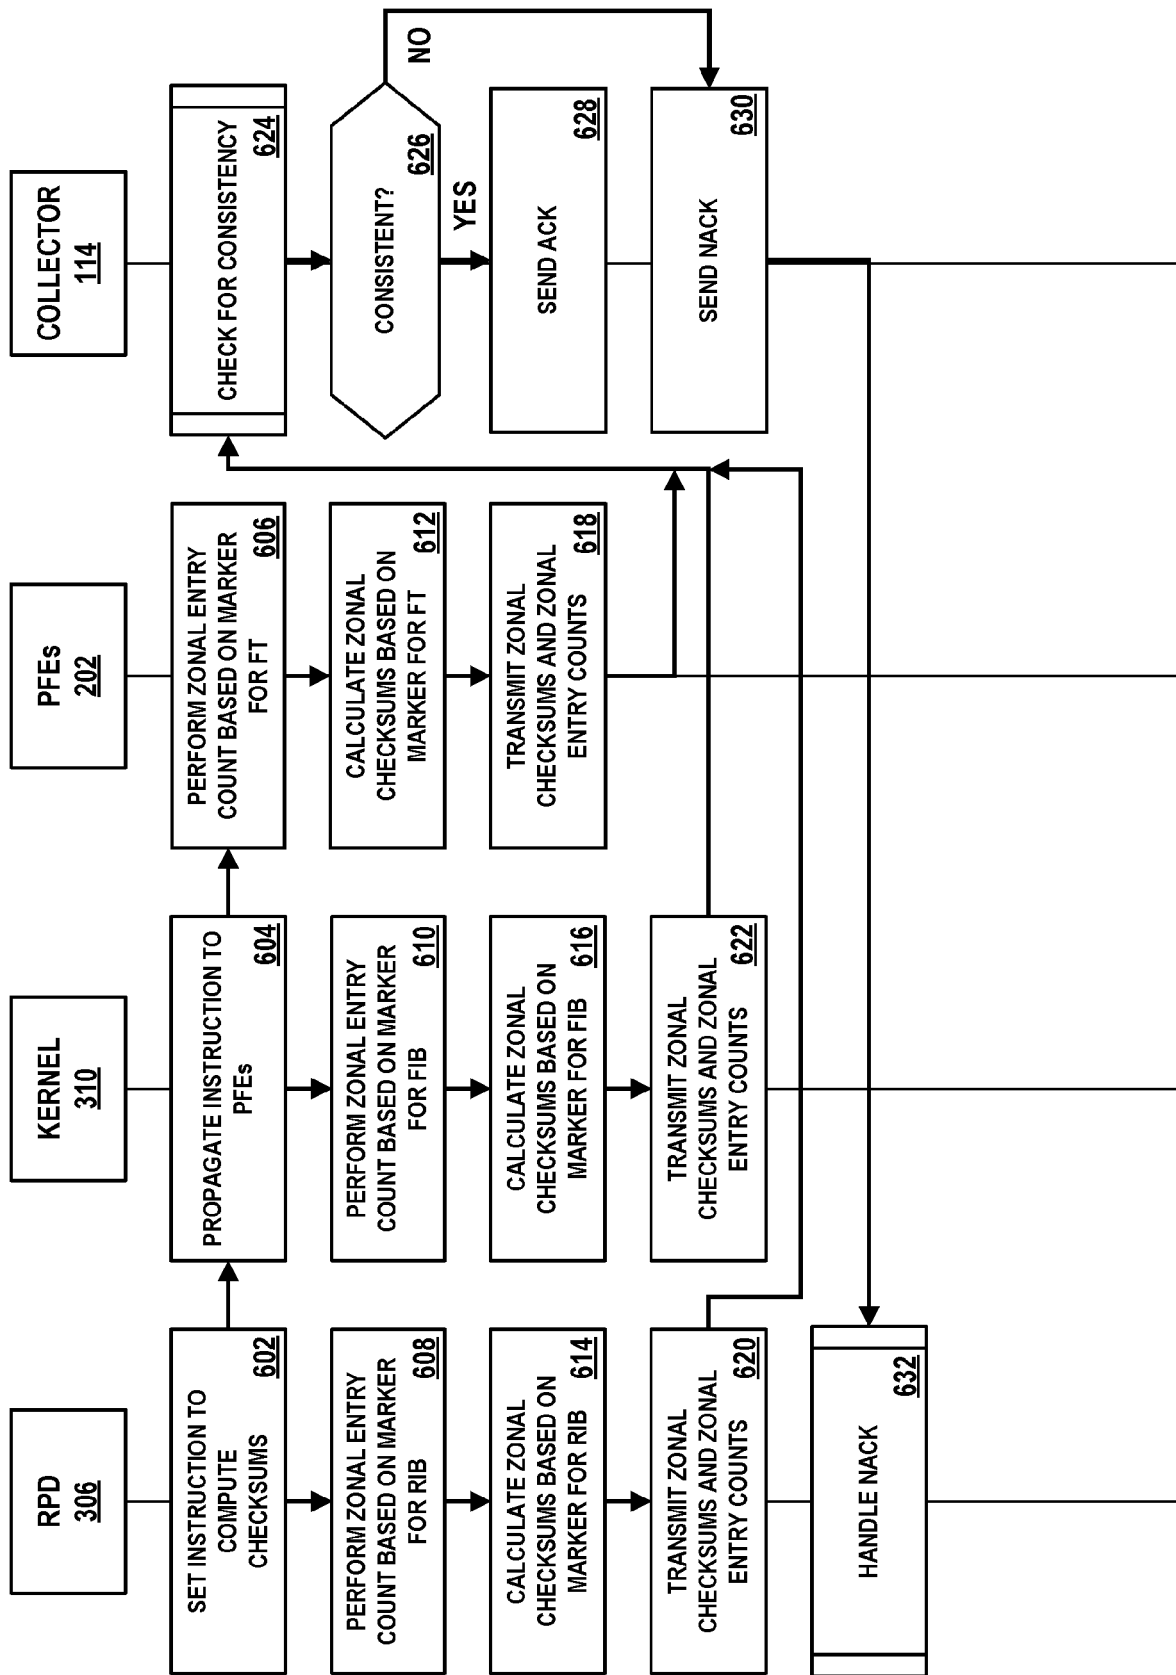 RPD
306
KERNEL
310
PFEs
202
COLLECTOR
114
SET INSTRUCTION TO
COMPUTE
CHECKSUMS
602
PROPAGATE INSTRUCTION TO
PFEs
604
PERFORM ZONAL ENTRY
COUNT BASED ON MARKER
FOR FT
606
CHECK FOR CONSISTENCY
624
PERFORM ZONAL ENTRY
COUNT BASED ON MARKER
FOR RIB
608
PERFORM ZONAL ENTRY
COUNT BASED ON MARKER
FOR FIB
610
CALCULATE ZONAL
CHECKSUMS BASED ON
MARKER FOR FT
612
CONSISTENT?
626
NO
YES
CALCULATE ZONAL
CHECKSUMS BASED ON
MARKER FOR RIB
614
CALCULATE ZONAL
CHECKSUMS BASED ON
MARKER FOR FIB
616
TRANSMIT ZONAL
CHECKSUMS AND ZONAL
ENTRY COUNTS
618
SEND ACK
628
TRANSMIT ZONAL
CHECKSUMS AND ZONAL
ENTRY COUNTS
620
TRANSMIT ZONAL
CHECKSUMS AND ZONAL
ENTRY COUNTS
622
SEND NACK
630
HANDLE NACK
632